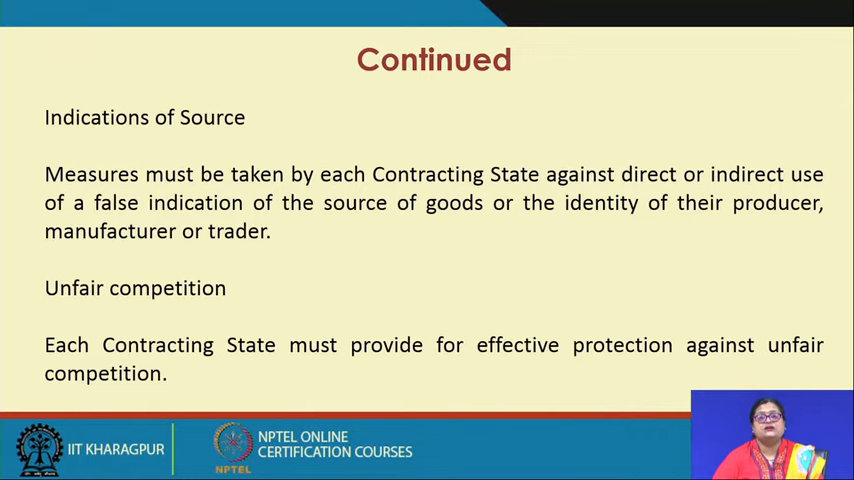 Continued
Indications of Source
Measures must be taken by each Contracting State against direct or indirect use
of a false indication of the source of goods or the identity of their producer,
manufacturer or trader.
Unfair competition
Each Contracting State must provide for effective protection against unfair
competition.
IIT KHARAGPUR
NPTEL
NPTEL ONLINE
CERTIFICATION COURSES